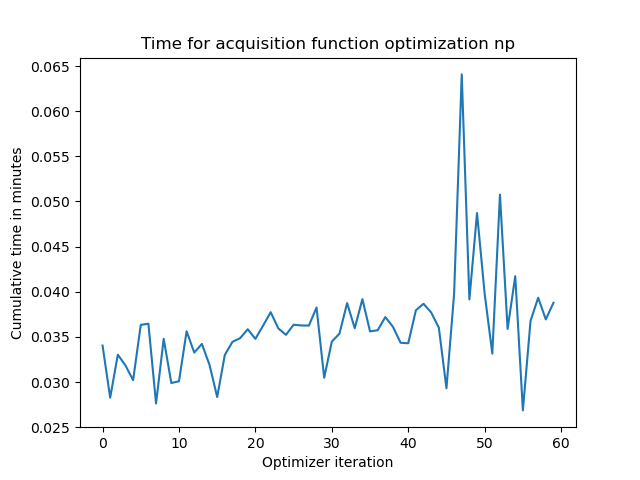 Time for acquisition function optimization np
Cumulative time in minutes
0.065
0.060
0.055
0.050
0.045
0.040
0.035
0.030
0.025
0 10 20 30 40 50 60
Optimizer iteration